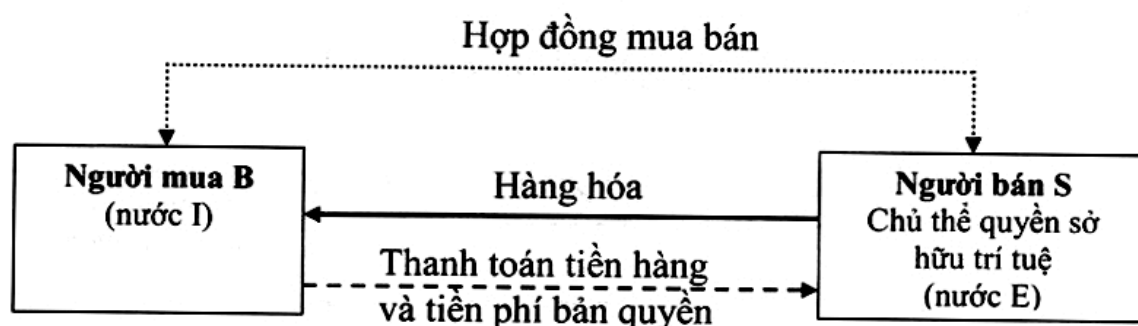 Hợp đồng mua bán
Người mua B
(nước I)
Hàng hóa
Thanh toán tiền hàng
và tiền phí bản quyền
Người bán S
Chủ thể quyền sở
hữu trí tuệ
(nước E)